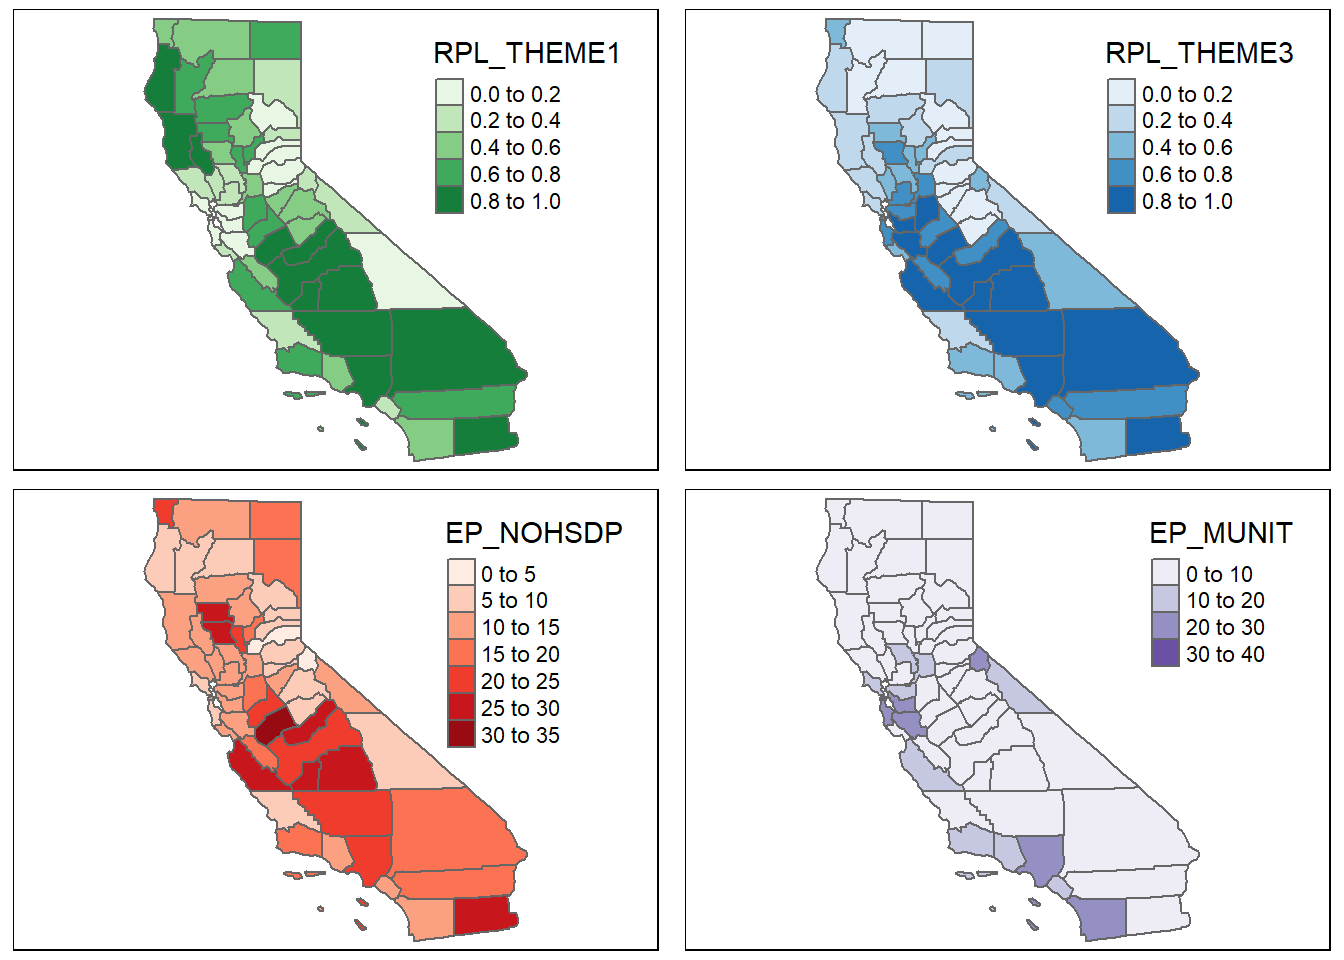 RPL_THEME1
0.0 to 0.2
0.2 to 0.4
0.4 to 0.6
0.6 to 0.8
0.8 to 1.0
RPL_THEME3
0.0 to 0.2
0.2 to 0.4
0.4 to 0.6
0.6 to 0.8
0.8 to 1.0
EP_NOHSDP
0 to 5
5 to 10
10 to 15
15 to 20
20 to 25
25 to 30
30 to 35
EP_MUNIT
0 to 10
10 to 20
20 to 30
30 to 40